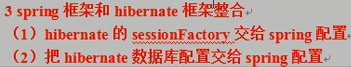 3 spring 框架和 hibernate 框架整合
（1）hibernate 的 sessionFactory 交给 spring 配置
（2）把 hibernate 数据库配置交给 spring 配置